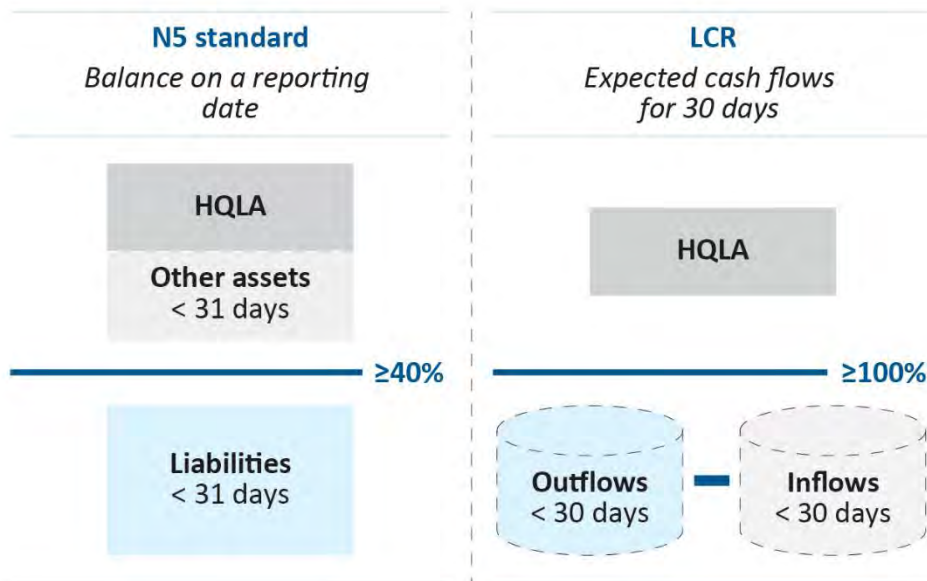 N5 standard
Balance on a reporting
date
HQLA
Other assets
< 31 days
≥40%
Liabilities
< 31 days
LCR
Expected cash flows
for 30 days
HQLA
≥100%
Outflows
< 30 days
Inflows
< 30 days